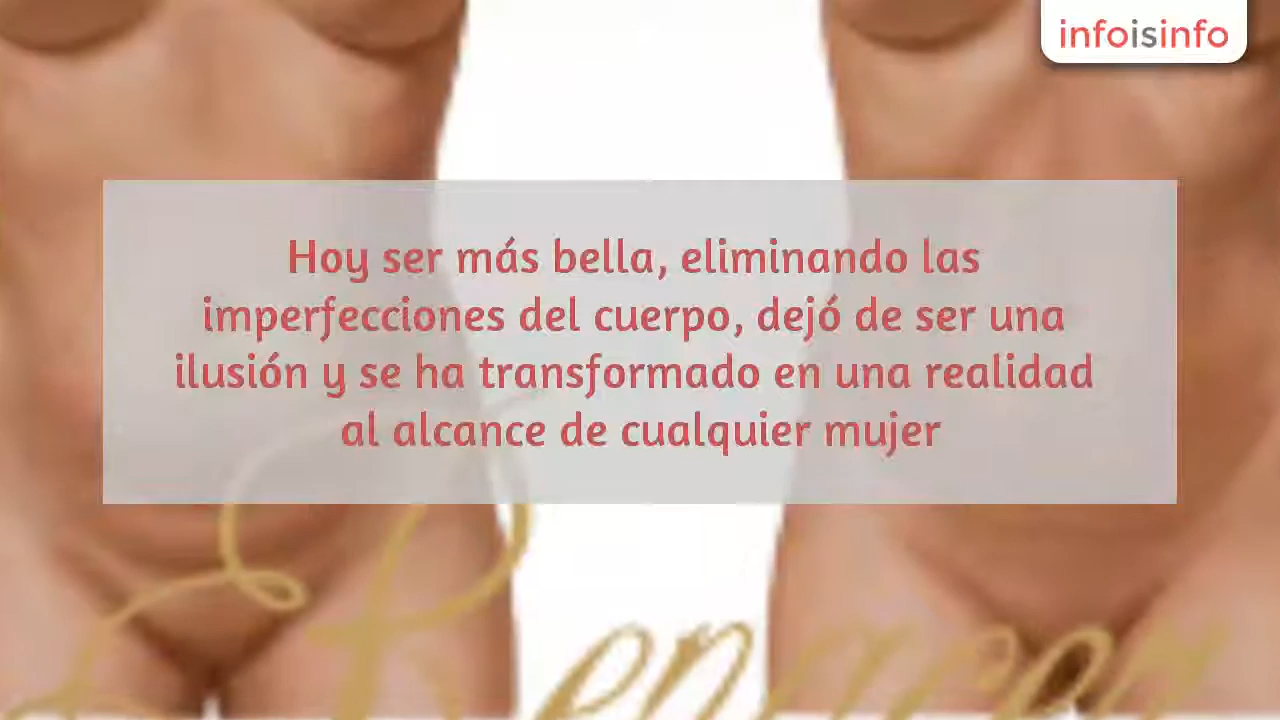 infoisinfo
Hoy ser más bella, eliminando las
imperfecciones del cuerpo, dejó de ser una
ilusión y se ha transformado en una realidad
al alcance de cualquier mujer